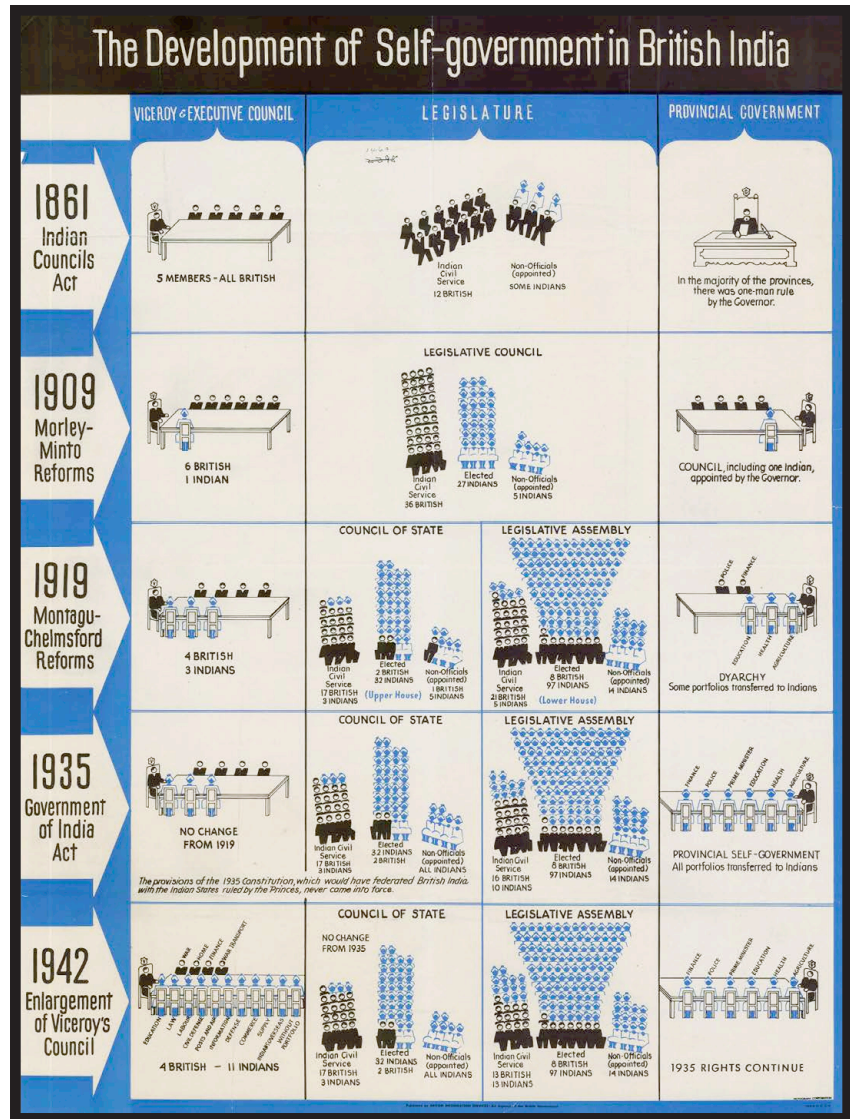 The Development of Self-government in British India
VICEROY & EXECUTIVE COUNCIL
LEGISLATURE
PROVINCIAL GOVERNMENT
1861
Indian
Councils
Act
5 MEMBERS - ALL BRITISH
Indian
Civil
Service
12 BRITISH
Non-Officials
(appointed)
SOME INDIANS
In the majority of the provinces,
there was one-man rule
by the Governor.
1909
Morley-
Minto
Reforms
6 BRITISH
1 INDIAN
LEGISLATIVE COUNCIL
Indian
Civil
Service
36 BRITISH
Elected
27 INDIANS
Non-Officials
(appointed)
5 INDIANS
COUNCIL, including one Indian,
appointed by the Governor.
1919
Montagu-
Chelmsford
Reforms
4 BRITISH
3 INDIANS
COUNCIL OF STATE
Indian
Civil
Service
17 BRITISH
3 INDIANS
Elected
2 BRITISH
32 INDIANS
(Upper House)
Non-Officials
(appointed)
1 BRITISH
5 INDIANS
LEGISLATIVE ASSEMBLY
Indian
Civil
Service
21 BRITISH
5 INDIANS
Elected
8 BRITISH
97 INDIANS
(Lower House)
Non-Officials
(appointed)
14 INDIANS
POLICE
FINANCE
EDUCATION
HEALTH
AGRICULTURE
DYARCHY
Some portfolios transferred to Indians
1935
Government
of India
Act
NO CHANGE
FROM 1919
COUNCIL OF STATE
Indian Civil
Service
17 BRITISH
3 INDIANS
Elected
32 INDIANS
2 BRITISH
Non-Officials
(appointed)
ALL INDIANS
LEGISLATIVE ASSEMBLY
Indian Civil
Service
16 BRITISH
10 INDIANS
Elected
8 BRITISH
97 INDIANS
Non-Officials
(appointed)
14 INDIANS
FINANCE
POLICE
PRIME MINISTER
EDUCATION
HEALTH
AGRICULTURE
PROVINCIAL SELF-GOVERNMENT
All portfolios transferred to Indians
The provisions of the 1935 Constitution, which would have federated British India
with the Indian States ruled by the Princes, never came into force.
1942
Enlargement
of Viceroy's
Council
WAR
HOME
FINANCE
WAR TRANSPORT
EDUCATION
LAW
LABOUR
CIVIL DEFENSE
POSTS AND AIR
INFORMATION
DEFENSE
COMMERCE
SUPPLY
INDIANS OVERSEAS
WITHOUT
PORTFOLIO
4 BRITISH - 11 INDIANS
COUNCIL OF STATE
NO CHANGE
FROM 1935
Indian Civil
Service
17 BRITISH
3 INDIANS
Elected
32 INDIANS
2 BRITISH
Non-Officials
(appointed)
ALL INDIANS
LEGISLATIVE ASSEMBLY
Indian Civil
Service
13 BRITISH
13 INDIANS
Elected
8 BRITISH
97 INDIANS
Non-Officials
(appointed)
14 INDIANS
FINANCE
POLICE
PRIME MINISTER
EDUCATION
HEALTH
AGRICULTURE
1935 RIGHTS CONTINUE